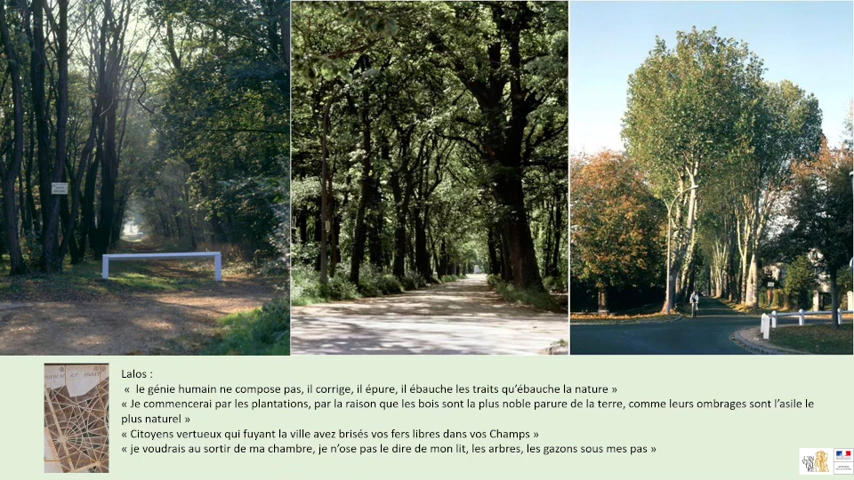 Lalos :
«  le génie humain ne compose pas, il corrige, il épure, il ébauche les traits qu’ébauche la nature »
« Je commencerai par les plantations, par la raison que les bois sont la plus noble parure de la terre, comme leurs ombrages sont l’asile le
plus naturel »
« Citoyens vertueux qui fuyant la ville avez brisés vos fers libres dans vos Champs »
« je voudrais au sortir de ma chambre, je n’ose pas le dire de mon lit, les arbres, les gazons sous mes pas »